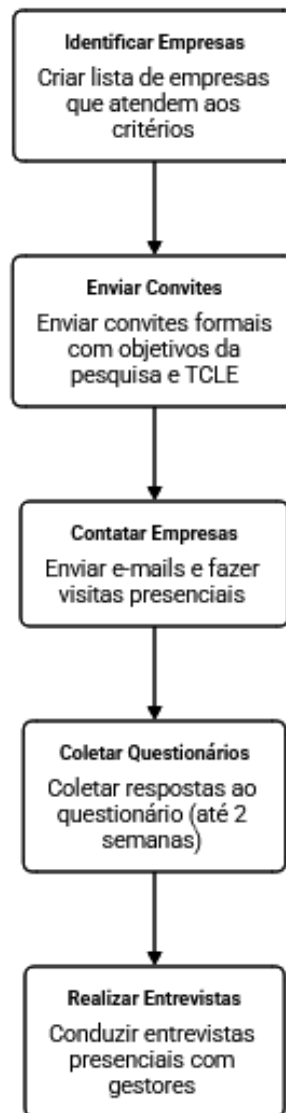 Identificar Empresas
Criar lista de empresas
que atendem aos
critérios
Enviar Convites
Enviar convites formais
com objetivos da
pesquisa e TCLE
Contatar Empresas
Enviar e-mails e fazer
visitas presenciais
Coletar Questionários
Coletar respostas ao
questionário (até 2
semanas)
Realizar Entrevistas
Conduzir entrevistas
presenciais com
gestores